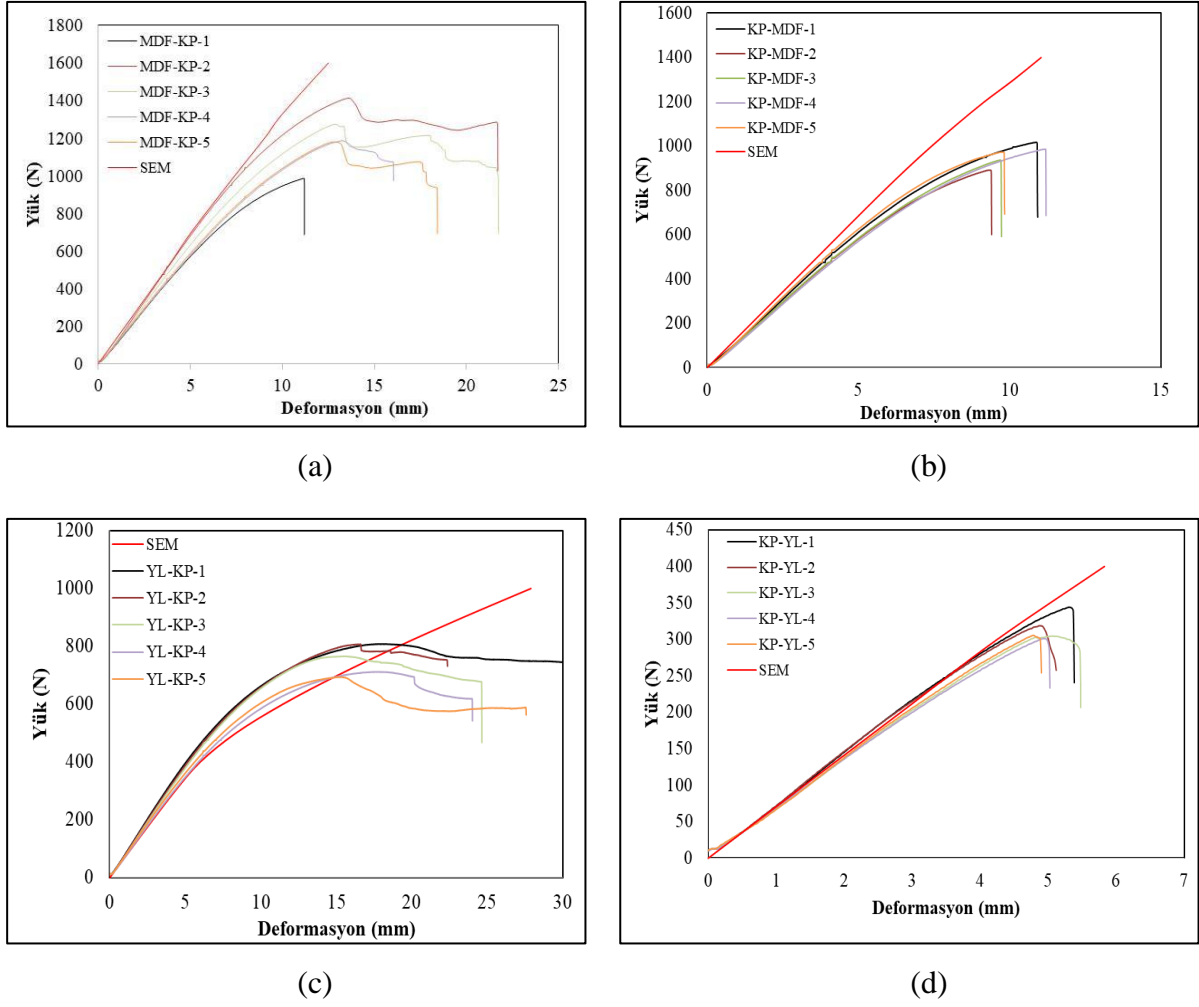 1800
1600
1400
1200
1000
800
600
400
200
0
Yük (N)
MDF-KP-1
MDF-KP-2
MDF-KP-3
MDF-KP-4
MDF-KP-5
SEM
0 5 10 15 20 25
Deformasyon (mm)
(a)
1600
1400
1200
1000
800
600
400
200
0
Yük (N)
KP-MDF-1
KP-MDF-2
KP-MDF-3
KP-MDF-4
KP-MDF-5
SEM
0 5 10 15
Deformasyon (mm)
(b)
1200
1000
800
600
400
200
0
Yük (N)
SEM
YL-KP-1
YL-KP-2
YL-KP-3
YL-KP-4
YL-KP-5
0 5 10 15 20 25 30
Deformasyon (mm)
(c)
450
400
350
300
250
200
150
100
50
0
Yük (N)
KP-YL-1
KP-YL-2
KP-YL-3
KP-YL-4
KP-YL-5
SEM
0 1 2 3 4 5 6 7
Deformasyon (mm)
(d)